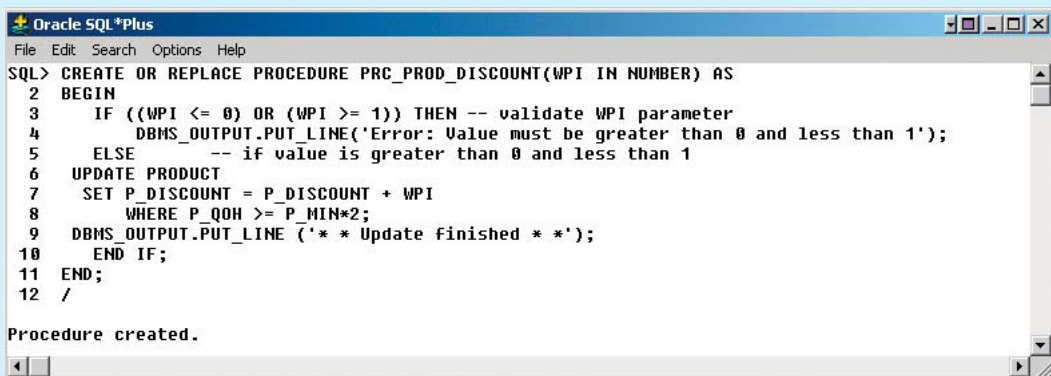 Oracle SQL*Plus
File Edit Search Options Help
SQL> CREATE OR REPLACE PROCEDURE PRC_PROD_DISCOUNT(WPI IN NUMBER) AS
2 BEGIN
3 IF ((WPI <= 0) OR (WPI >= 1)) THEN -- validate WPI parameter
4 DBMS_OUTPUT.PUT_LINE('Error: Value must be greater than 0 and less than 1');
5 ELSE -- if value is greater than 0 and less than 1
6 UPDATE PRODUCT
7 SET P_DISCOUNT = P_DISCOUNT + WPI
8 WHERE P_QOH >= P_MIN*2;
9 DBMS_OUTPUT.PUT_LINE ('* * Update finished * *');
10 END IF;
11 END;
12 /
Procedure created.